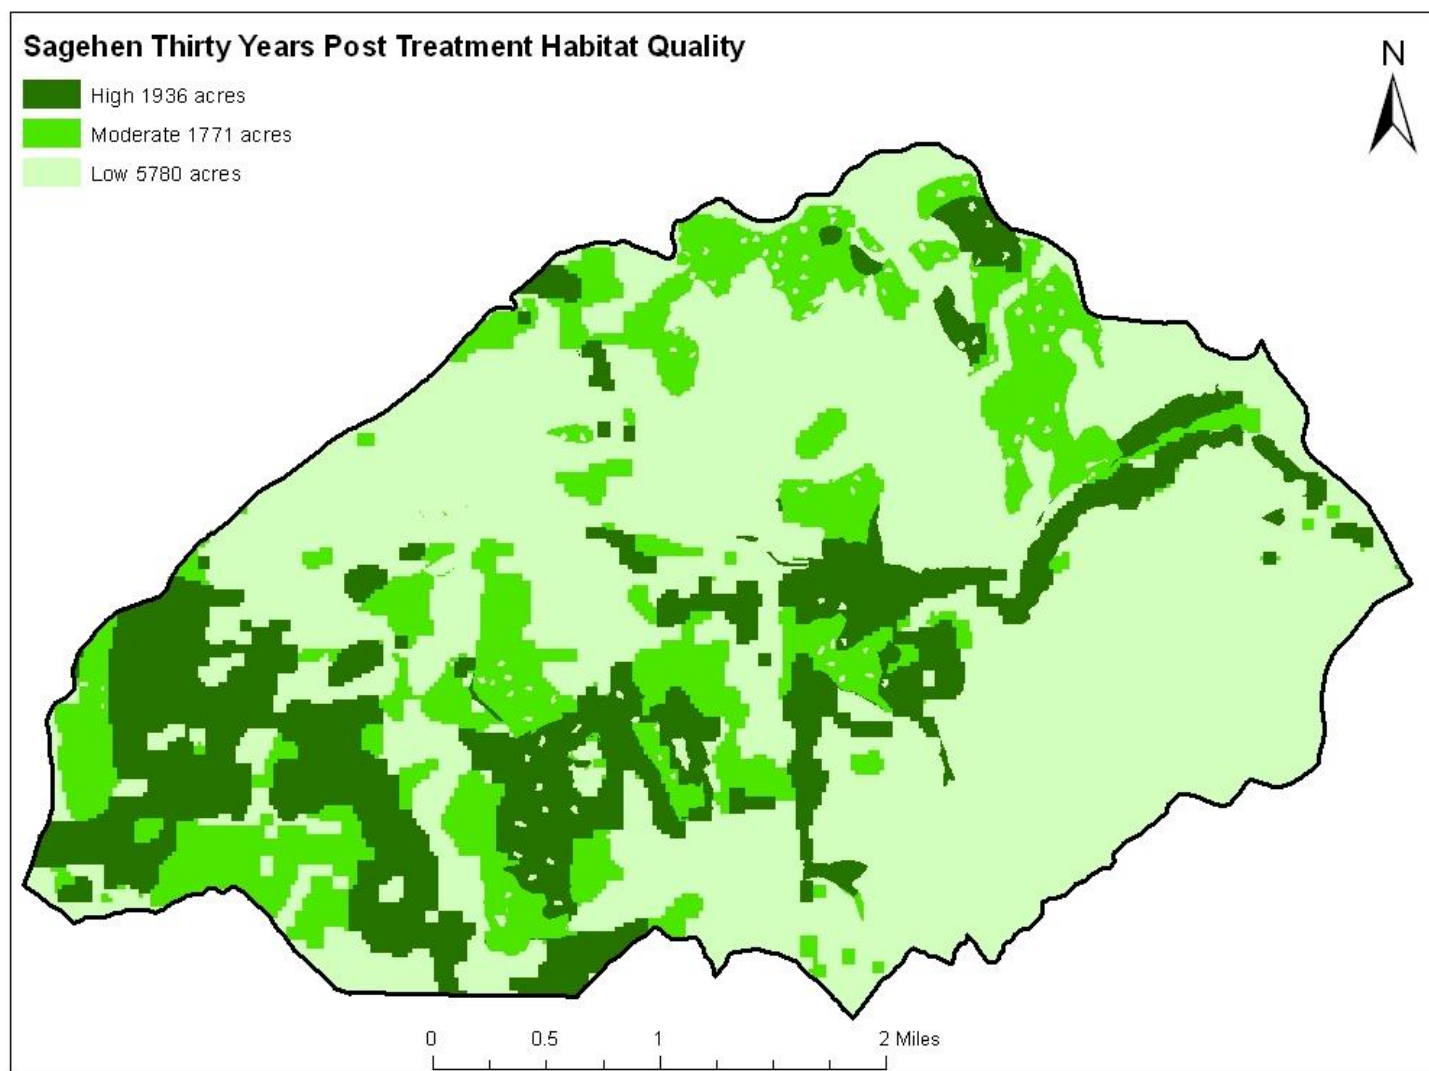 Sagehen Thirty Years Post Treatment Habitat Quality
N
High 1936 acres
Moderate 1771 acres
Low 5780 acres
0 0.5 1 2 Miles